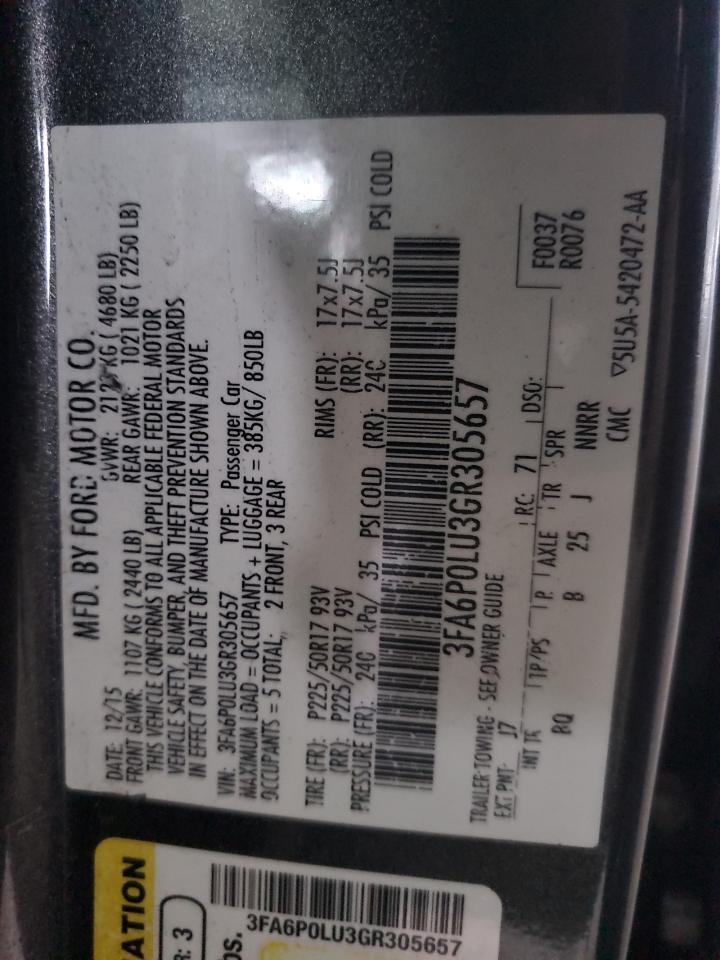 MFD. BY FORD MOTOR CO.
DATE: 12/15 GVWR: KG ( 4680 LB)
FRONT GAWR: 1107 KG ( 2440 LB) REAR GAWR: 1021 KG ( 2250 LB)
THIS VEHICLE CONFORMS TO ALL APPLICABLE FEDERAL MOTOR
VEHICLE SAFETY, BUMPER, AND THEFT PREVENTION STANDARDS
IN EFFECT ON THE DATE OF MANUFACTURE SHOWN ABOVE.
VIN: 3FA6P0LU3GR305657 TYPE: Passenger Car
MAXIMUM LOAD = OCCUPANTS + LUGGAGE = 385KG/ 850LB
OCCUPANTS = 5 TOTAL: 2 FRONT, 3 REAR
TIRE (FR): P225/50R17 93V RIMS (FR): 17x7.5J
(RR): P225/50R17 93V (RR): 17x7.5J
PRESSURE (FR): 240 kPa/ 35 PSI COLD (RR): 240 kPa/ 35 PSI COLD
3FA6P0LU3GR305657
TRAILER TOWING - SEE OWNER GUIDE
EXT PNT: J7 RC: 71 DSO: F0037
INT TR TP/PS P. AXLE TR SPR R0076
BQ B 25 J NNRR
CMC ▽5U5A-5420472-AA
ATION
R: 3
os.
3FA6P0LU3GR305657